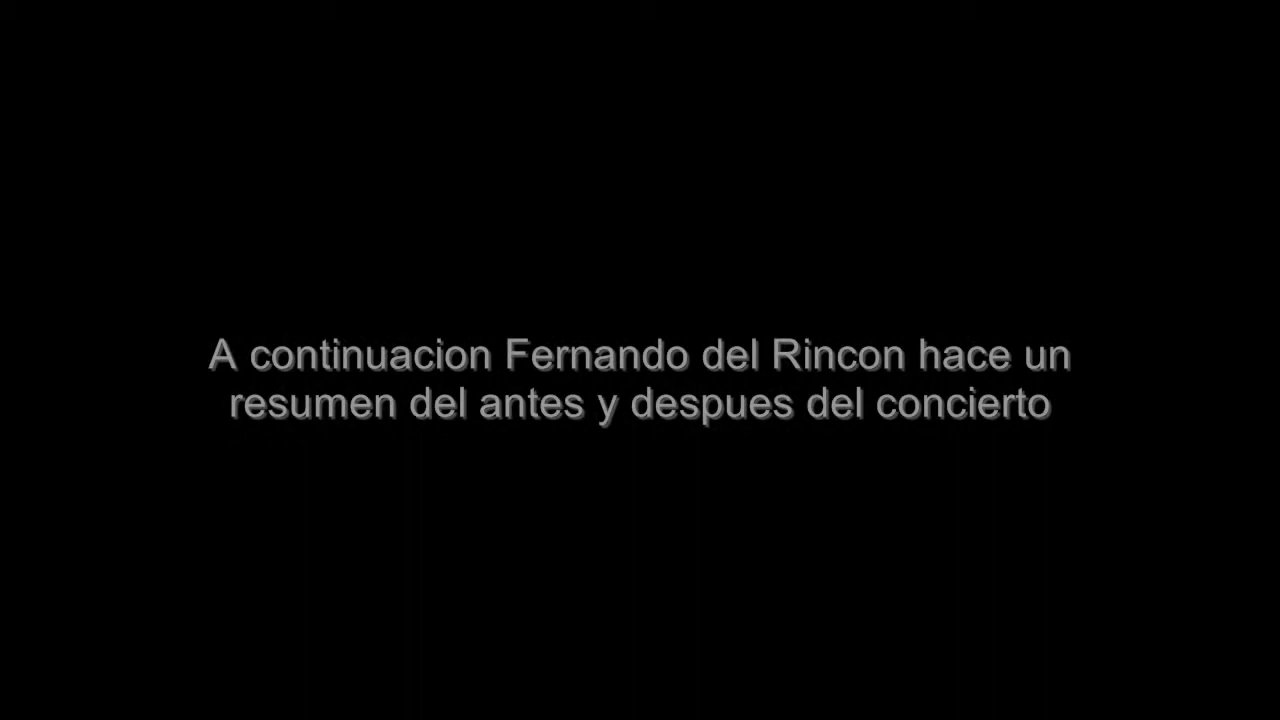 A continuacion Fernando del Rincon hace un
resumen del antes y despues del concierto